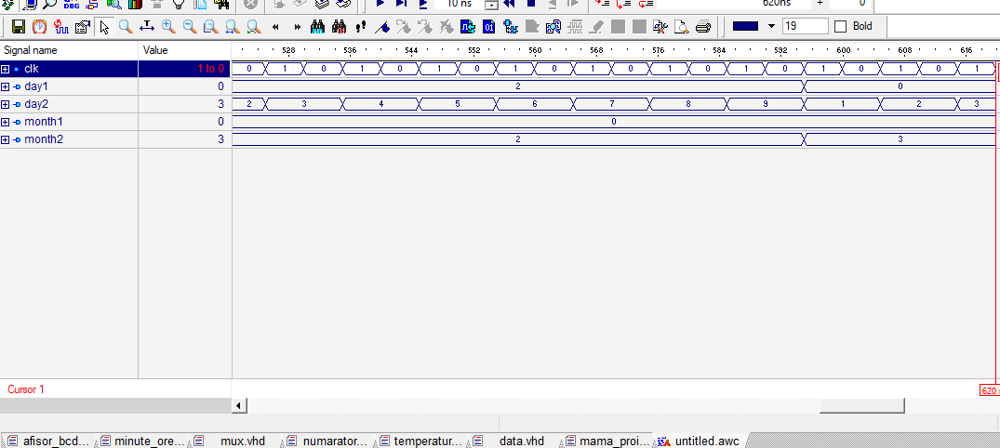 10 ns 620ns + 0
19 Bold
Signal name Value 528 536 544 552 560 568 576 584 592 600 608 616
clk 1 to 0 0 1 0 1 0 1 0 1 0 1 0 1 0 1 0 1 0 1 0 1
day1 0 2 0
day2 3 2 3 4 5 6 7 8 9 1 2 3
month1 0 0
month2 3 2 3
Cursor 1 620
afisor_bcd... minute_ore... mux.vhd numarator... temperatur... data.vhd mama_proi... untitled.awc